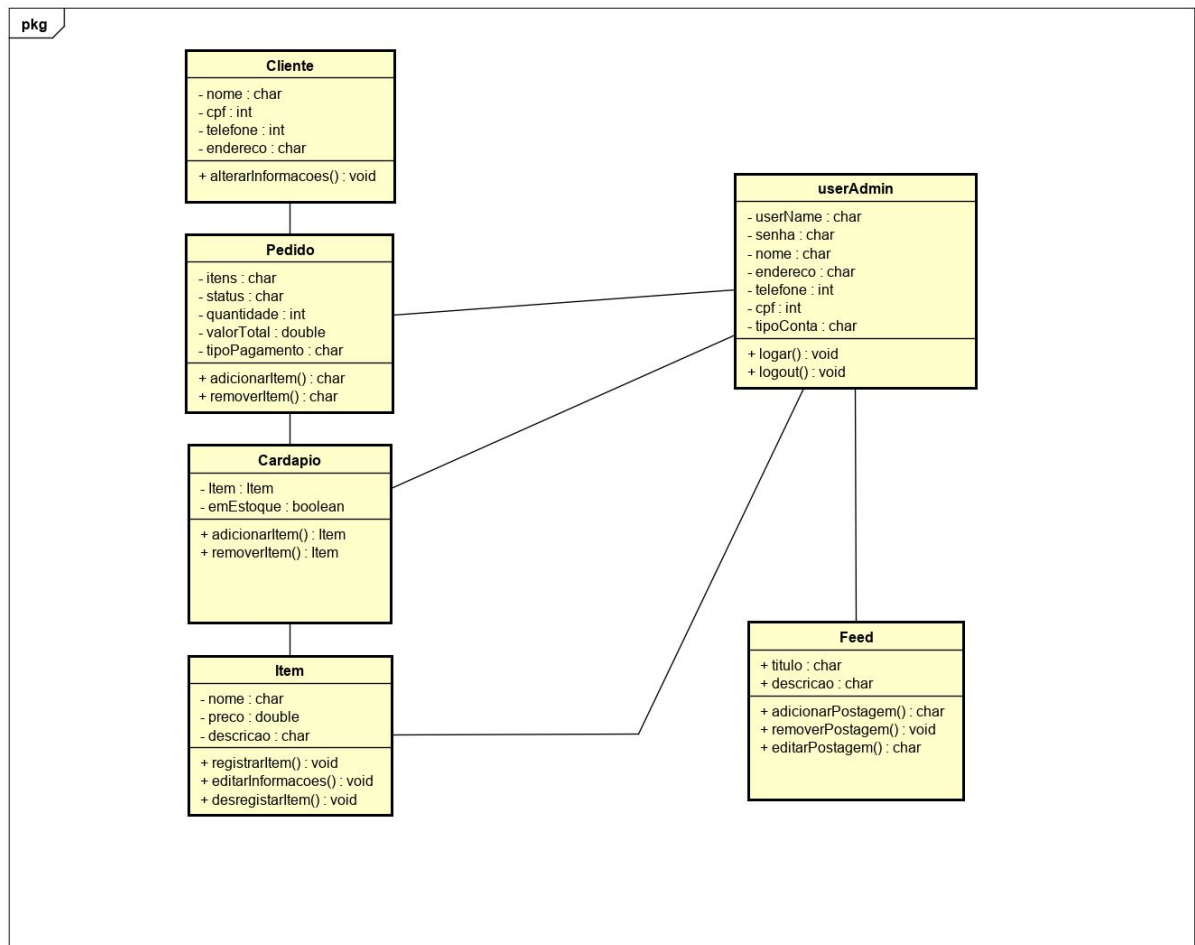 pkg
Cliente
- nome : char
- cpf : int
- telefone : int
- endereco : char
+ alterarInformacoes() : void
Pedido
- itens : char
- status : char
- quantidade : int
- valorTotal : double
- tipoPagamento : char
+ adicionarItem() : char
+ removerItem() : char
Cardapio
- Item : Item
- emEstoque : boolean
+ adicionarItem() : Item
+ removerItem() : Item
Item
- nome : char
- preco : double
- descricao : char
+ registrarItem() : void
+ editarInformacoes() : void
+ desregistarItem() : void
userAdmin
- userName : char
- senha : char
- nome : char
- endereco : char
- telefone : int
- cpf : int
- tipoConta : char
+ logar() : void
+ logout() : void
Feed
+ titulo : char
+ descricao : char
+ adicionarPostagem() : char
+ removerPostagem() : void
+ editarPostagem() : char